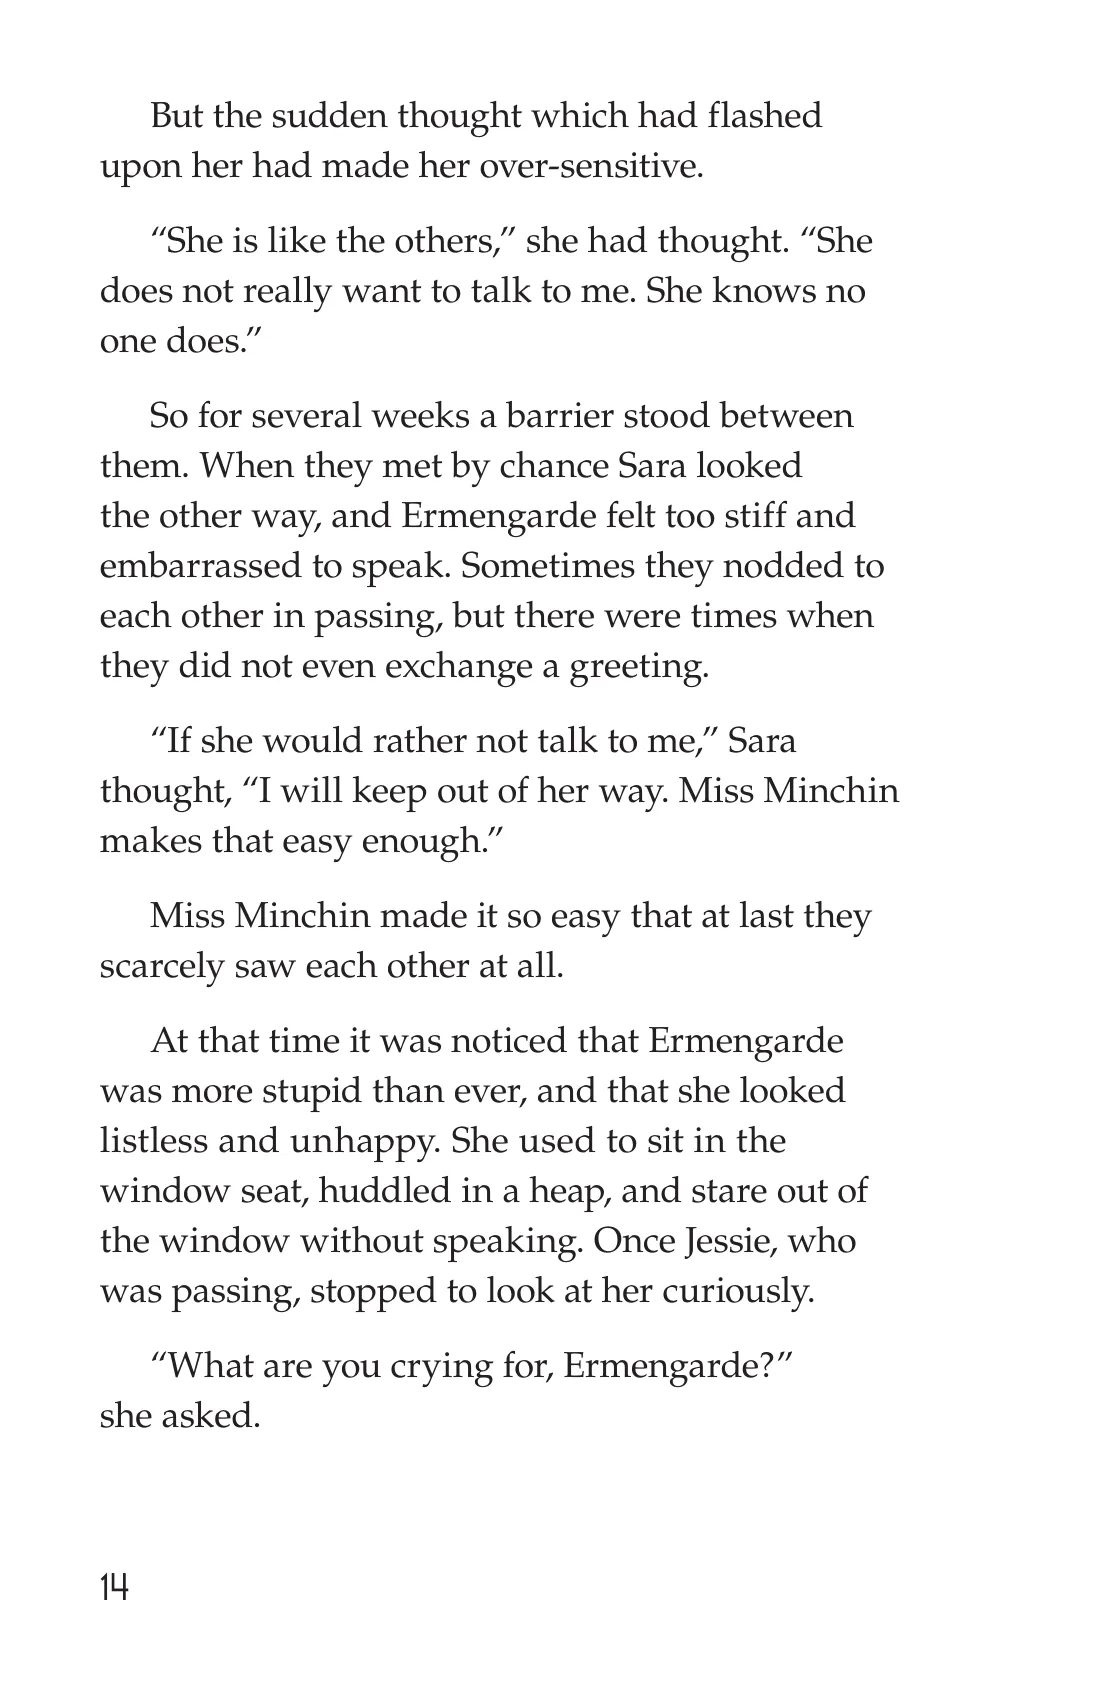 But the sudden thought which had flashed
upon her had made her over-sensitive.
“She is like the others,” she had thought. “She
does not really want to talk to me. She knows no
one does.”
So for several weeks a barrier stood between
them. When they met by chance Sara looked
the other way, and Ermengarde felt too stiff and
embarrassed to speak. Sometimes they nodded to
each other in passing, but there were times when
they did not even exchange a greeting.
“If she would rather not talk to me,” Sara
thought, “I will keep out of her way. Miss Minchin
makes that easy enough.”
Miss Minchin made it so easy that at last they
scarcely saw each other at all.
At that time it was noticed that Ermengarde
was more stupid than ever, and that she looked
listless and unhappy. She used to sit in the
window seat, huddled in a heap, and stare out of
the window without speaking. Once Jessie, who
was passing, stopped to look at her curiously.
“What are you crying for, Ermengarde?”
she asked.
14